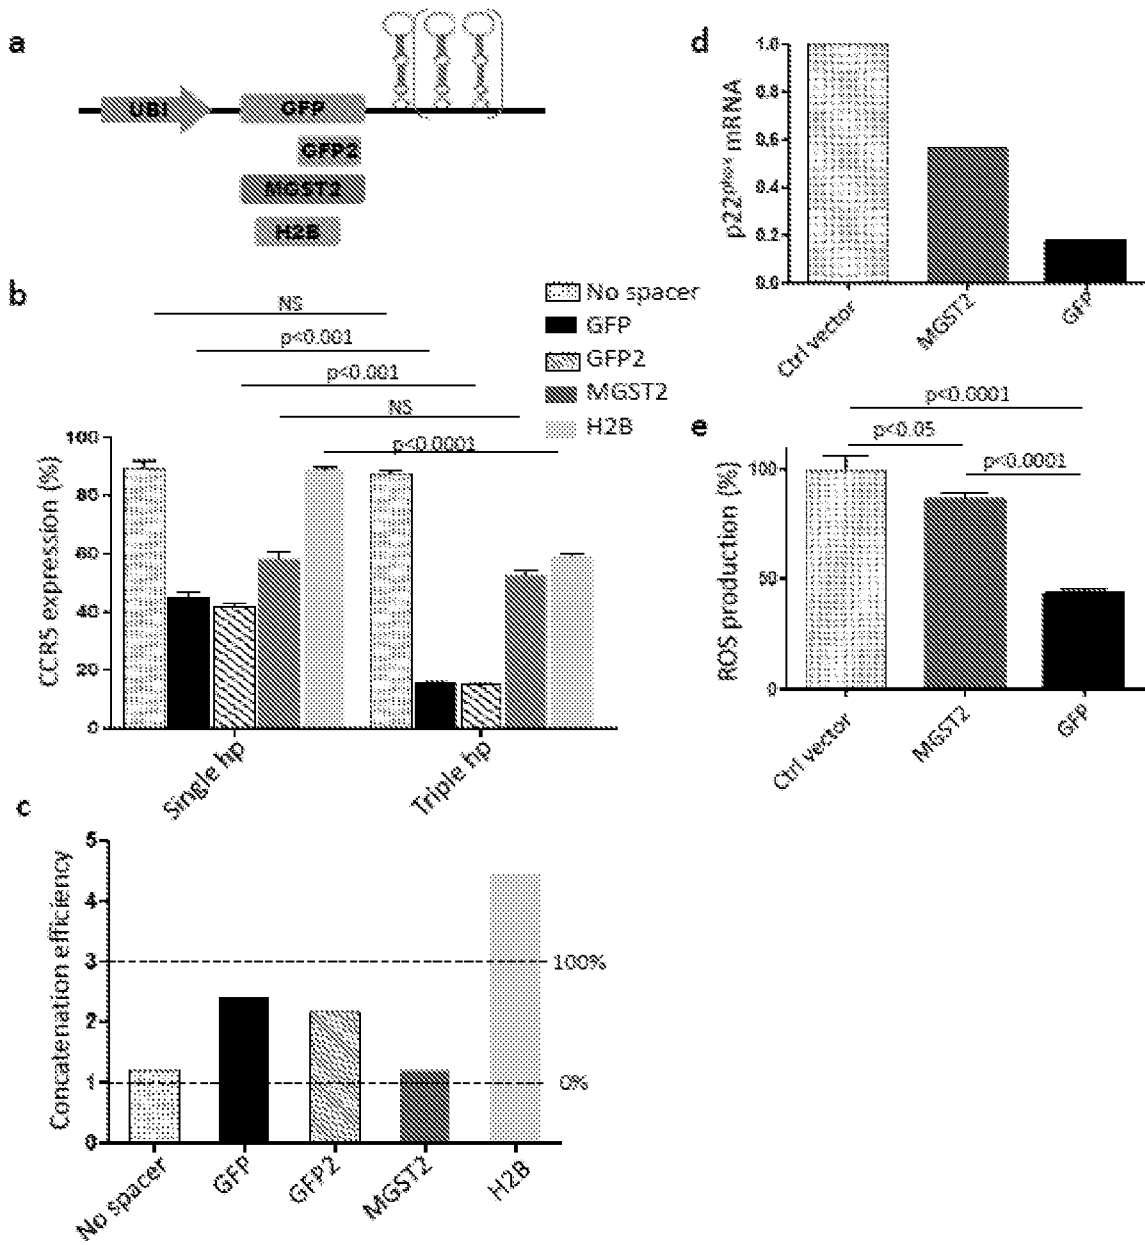 a
UBI
GFP
GFP2
MGST2
H2B
b
No spacer
GFP
GFP2
MGST2
H2B
NS
p<0.001
p<0.001
NS
p<0.0001
CCR5 expression (%)
100
80
60
40
20
0
Single hp
Triple hp
c
Concatenation efficiency
5
4
3
2
1
0
100%
0%
No spacer
GFP
GFP2
MGST2
H2B
d
p22phox mRNA
1.0
0.8
0.6
0.4
0.2
0.0
Ctrl vector
MGST2
GFP
e
p<0.0001
p<0.05
p<0.0001
ROS production (%)
100
50
0
Ctrl vector
MGST2
GFP